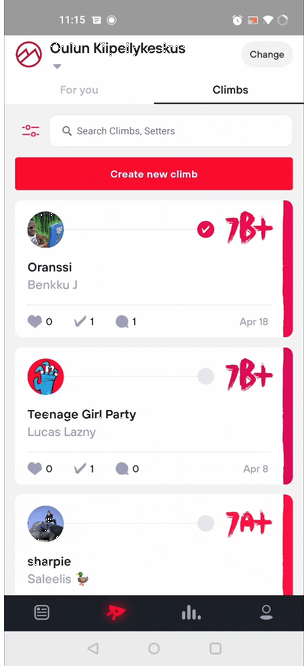 11:15
Oulun Kiipeilykeskus
Change
For you
Climbs
Search Climbs, Setters
Create new climb
7B+
Oranssi
Benkku J
0 1 1 Apr 18
7B+
Teenage Girl Party
Lucas Lazny
0 1 0 Apr 8
7A+
sharpie
Saleelis 🦆